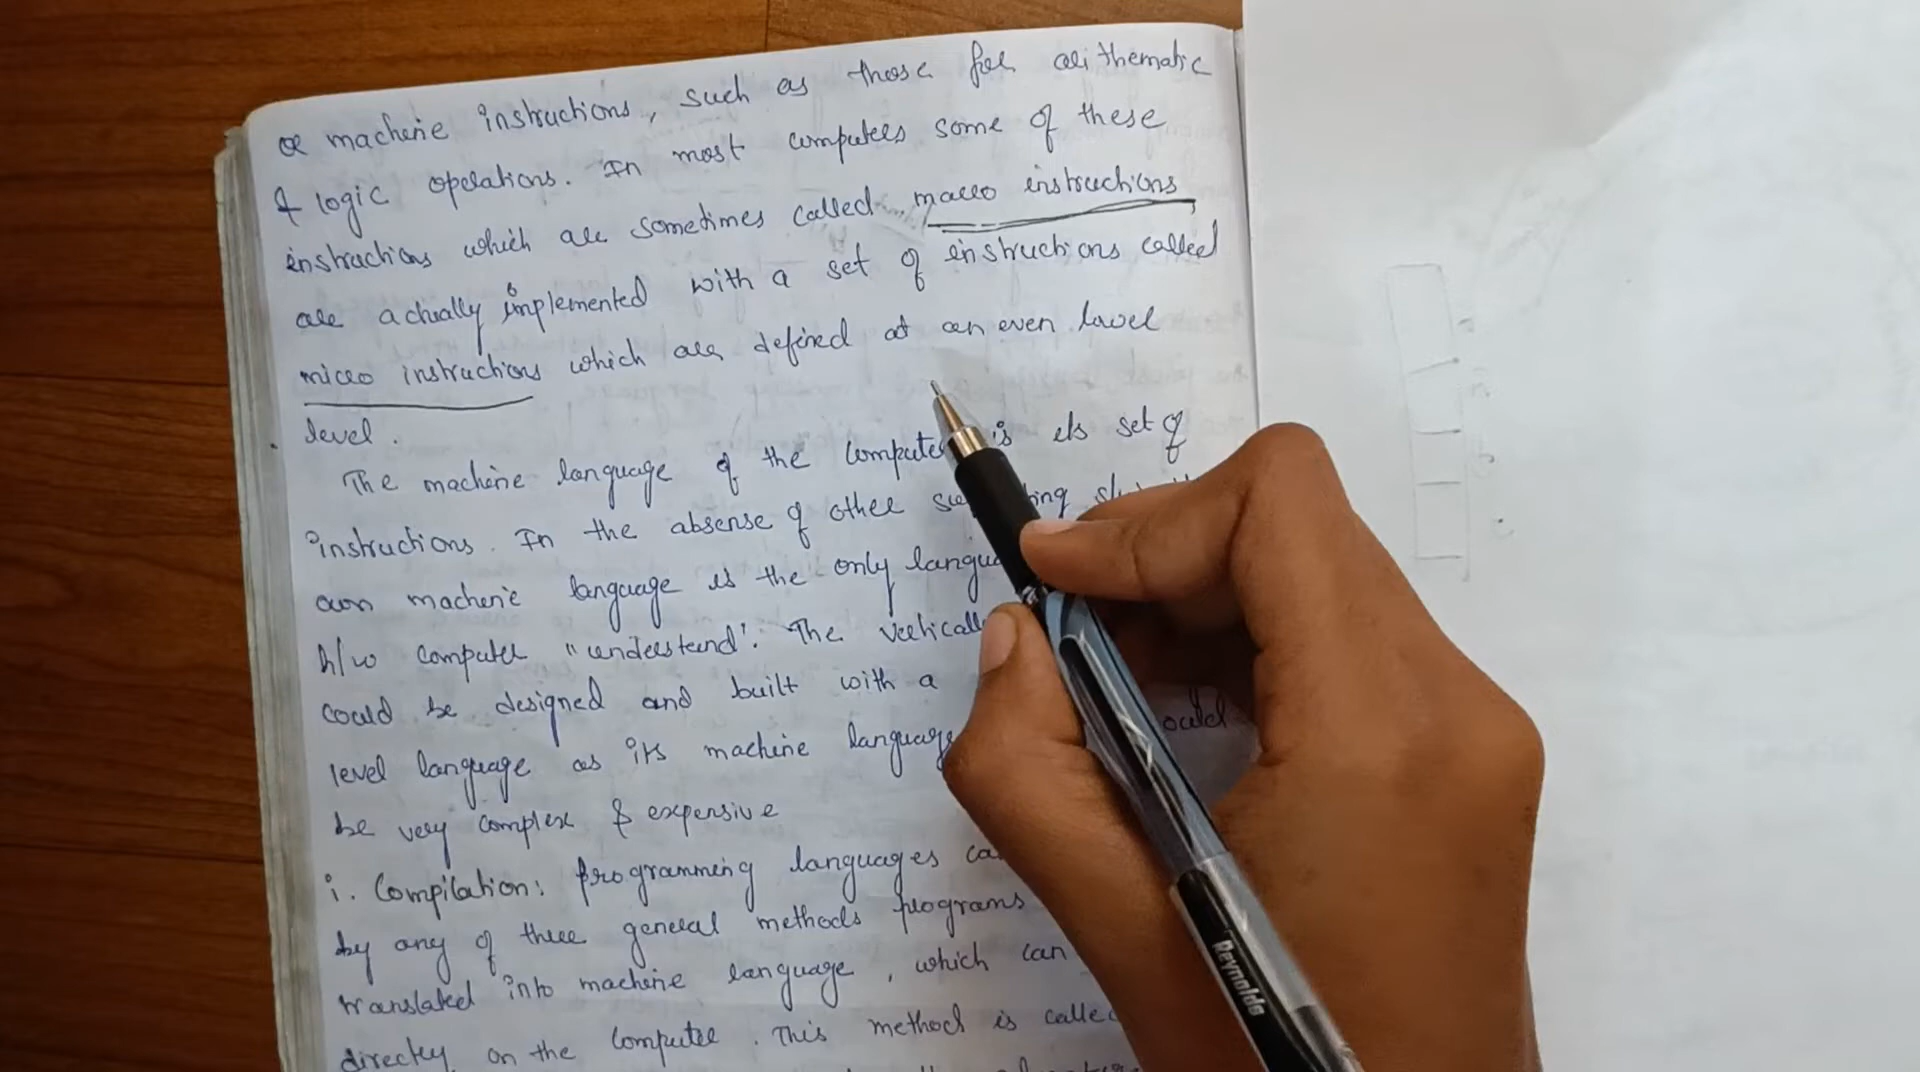 or machine instructions, such as those for arithematic
& logic operations. In most computers some of these
instructions which are sometimes called macro instructions
are actually implemented with a set of instructions called
micro instructions which are defined at an even lower
level.
The machine language of the computer is its set of
instructions. In the absense of other
own machine language is the only
h/w computer "understand". The
could be designed and built with a
level language as its machine language
be very complex & expensive
i. Compilation: programming languages
by any of three general methods programs
translated into machine language, which can
directly on the computer. This method is
Reynolds